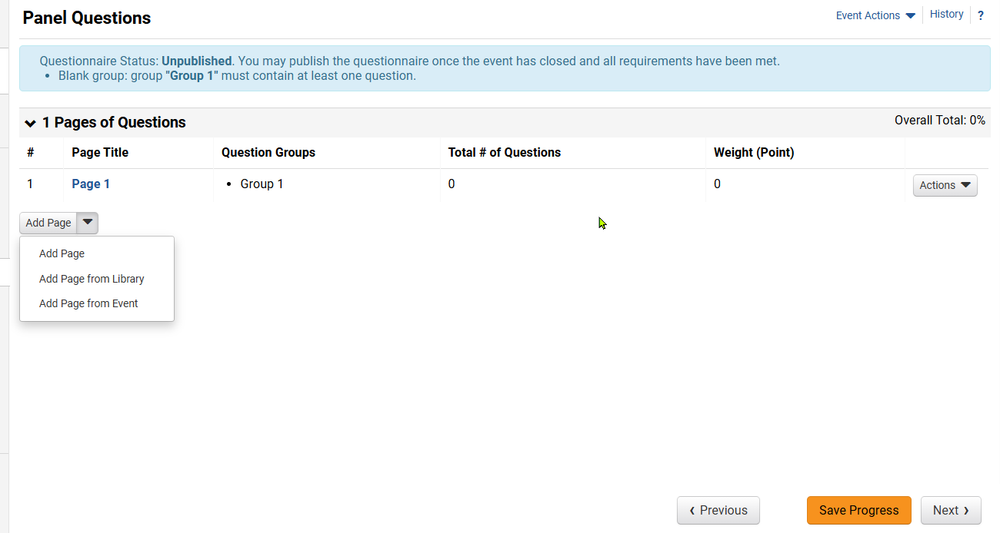 Panel Questions
Event Actions
History
?
Questionnaire Status: Unpublished. You may publish the questionnaire once the event has closed and all requirements have been met.
• Blank group: group "Group 1" must contain at least one question.
1 Pages of Questions
Overall Total: 0%
# Page Title Question Groups Total # of Questions Weight (Point)
1 Page 1 • Group 1 0 0 Actions
Add Page
Add Page
Add Page from Library
Add Page from Event
‹ Previous
Save Progress
Next ›